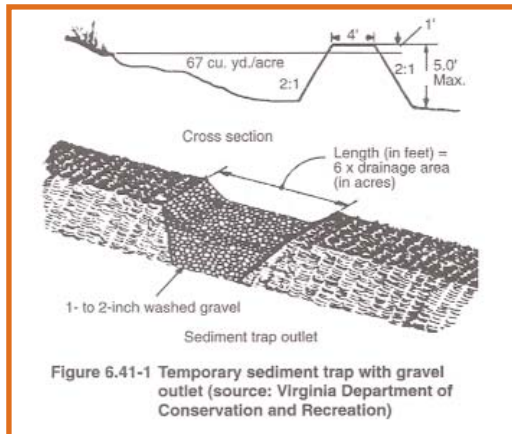 4'
1'
67 cu. yd./acre
2:1
2:1
5.0'
Max.
Cross section
Length (in feet) =
6 x drainage area
(in acres)
1- to 2-inch washed gravel
Sediment trap outlet
Figure 6.41-1 Temporary sediment trap with gravel
outlet (source: Virginia Department of
Conservation and Recreation)